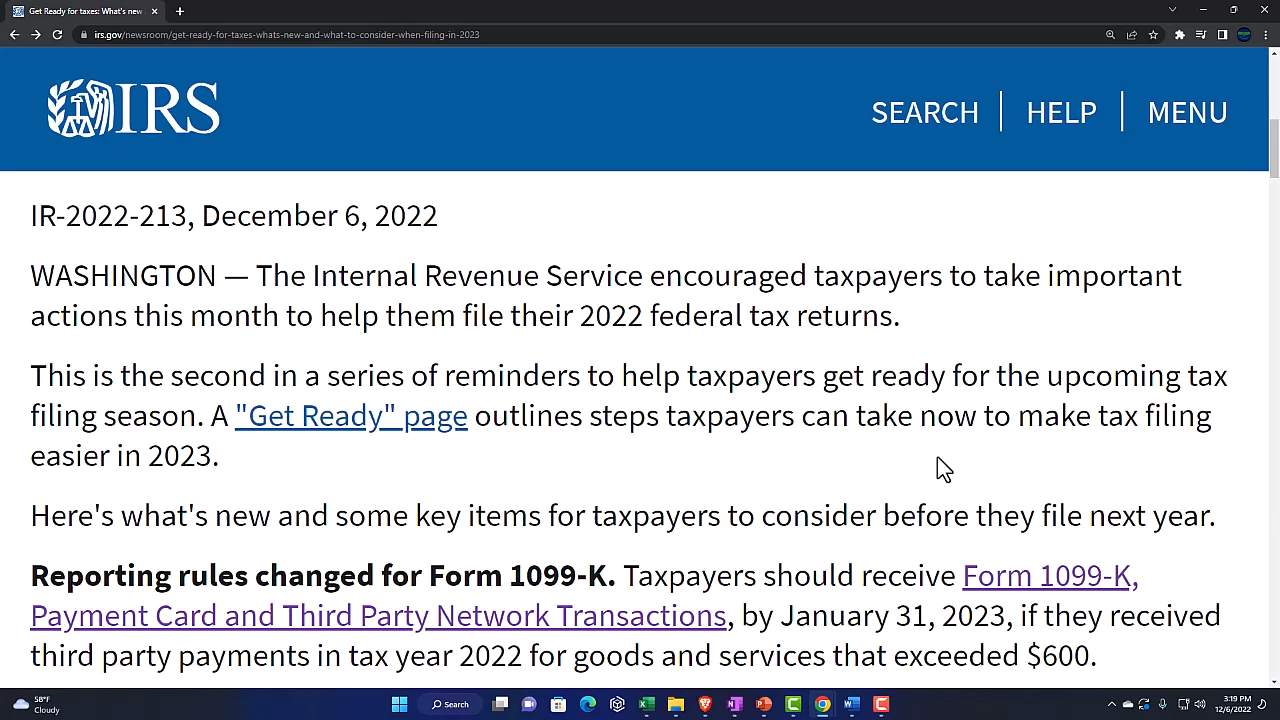 Get Ready for taxes: What's new
irs.gov/newsroom/get-ready-for-taxes-whats-new-and-what-to-consider-when-filing-in-2023
IRS
SEARCH HELP MENU
IR-2022-213, December 6, 2022
WASHINGTON — The Internal Revenue Service encouraged taxpayers to take important
actions this month to help them file their 2022 federal tax returns.
This is the second in a series of reminders to help taxpayers get ready for the upcoming tax
filing season. A "Get Ready" page outlines steps taxpayers can take now to make tax filing
easier in 2023.
Here's what's new and some key items for taxpayers to consider before they file next year.
Reporting rules changed for Form 1099-K. Taxpayers should receive Form 1099-K,
Payment Card and Third Party Network Transactions, by January 31, 2023, if they received
third party payments in tax year 2022 for goods and services that exceeded $600.
58°F
Cloudy
Search
3:19 PM
12/6/2022